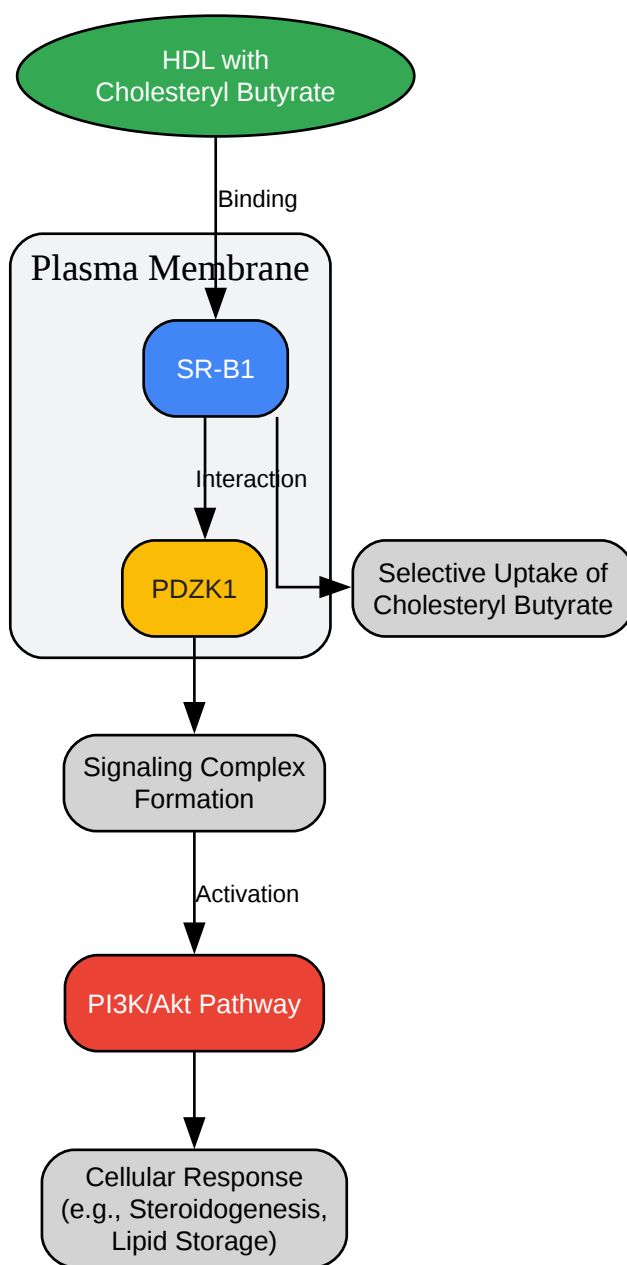 HDL with
Cholesteryl Butyrate
Binding
Plasma Membrane
SR-B1
Interaction
PDZK1
Selective Uptake of
Cholesteryl Butyrate
Signaling Complex
Formation
Activation
PI3K/Akt Pathway
Cellular Response
(e.g., Steroidogenesis,
Lipid Storage)